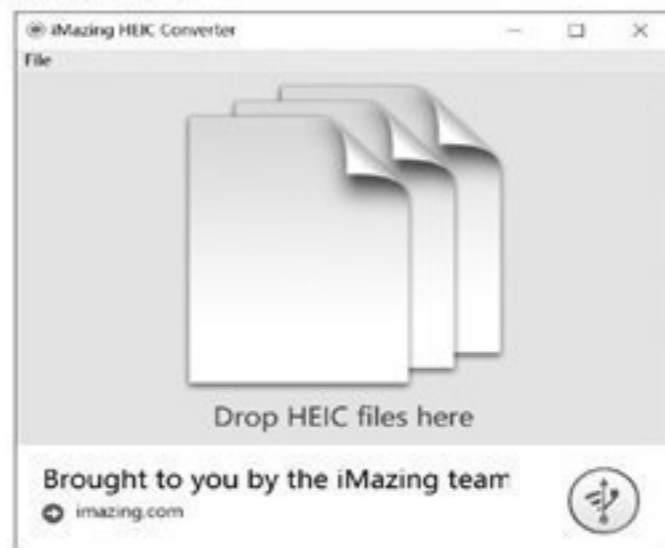 iMazing HEIC Converter
File
Drop HEIC files here
Brought to you by the iMazing team
imazing.com